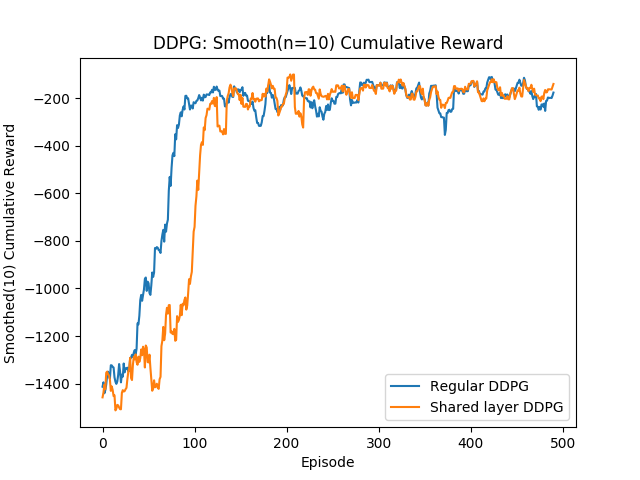 DDPG: Smooth(n=10) Cumulative Reward
Smoothed(10) Cumulative Reward
−200
−400
−600
−800
−1000
−1200
−1400
0 100 200 300 400 500
Episode
Regular DDPG
Shared layer DDPG